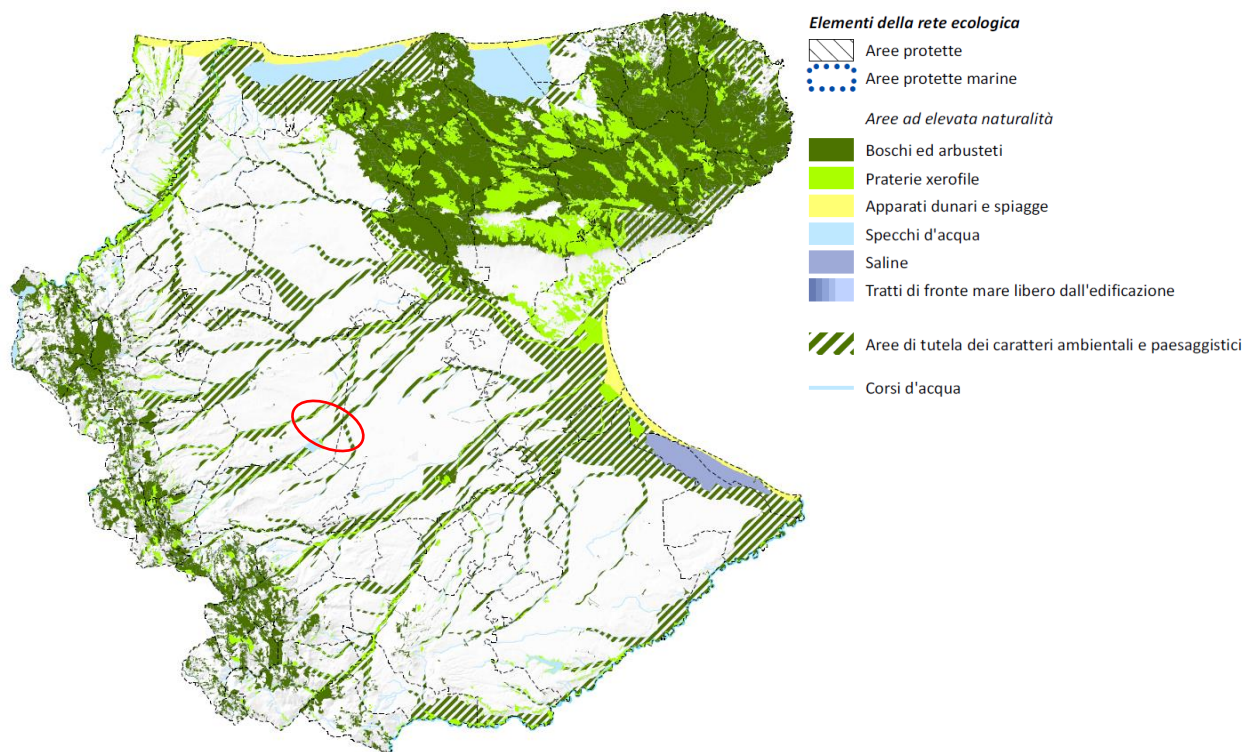 Elementi della rete ecologica
Aree protette
Aree protette marine
Aree ad elevata naturalità
Boschi ed arbusteti
Praterie xerofile
Apparati dunari e spiagge
Specchi d'acqua
Saline
Tratti di fronte mare libero dall'edificazione
Aree di tutela dei caratteri ambientali e paesaggistici
Corsi d'acqua